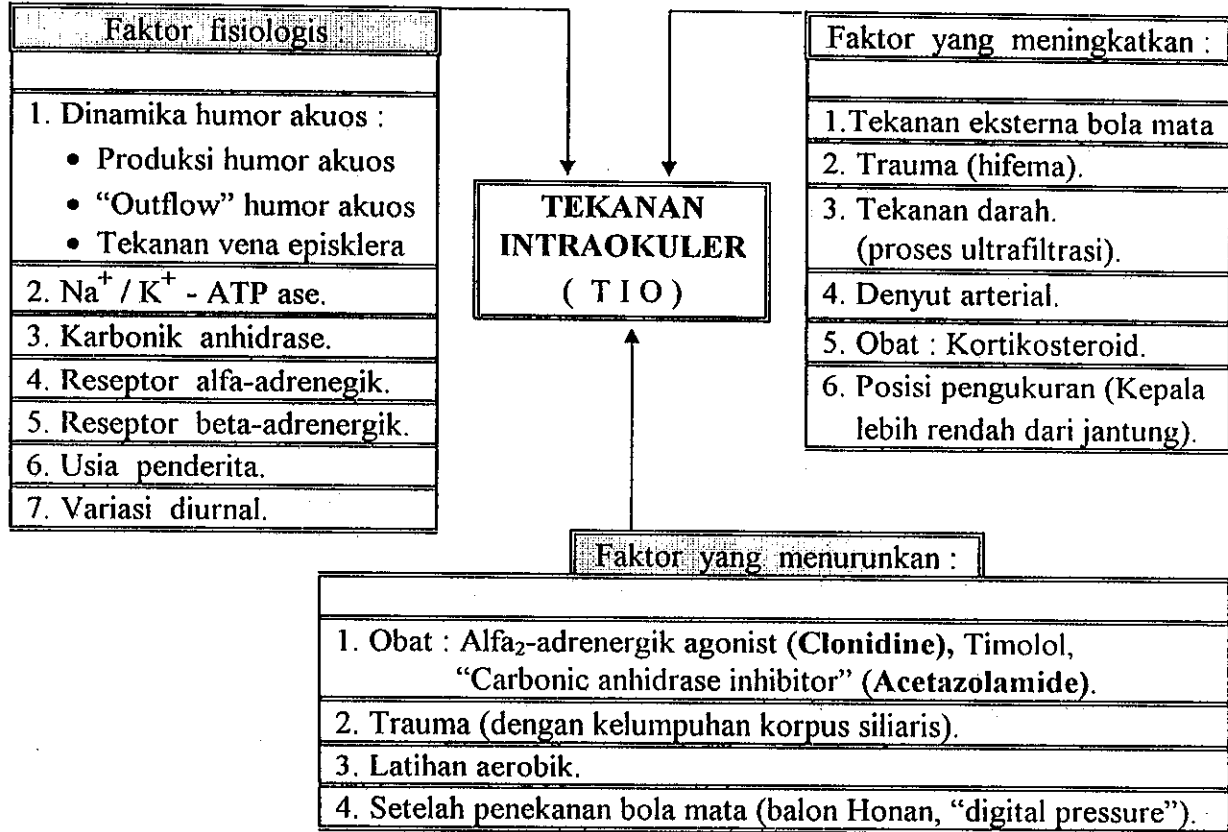 Faktor fisiologis :
1. Dinamika humor akuos :
• Produksi humor akuos
• “Outflow” humor akuos
• Tekanan vena episklera
2. Na⁺ / K⁺ - ATP ase.
3. Karbonik anhidrase.
4. Reseptor alfa-adrenegik.
5. Reseptor beta-adrenergik.
6. Usia penderita.
7. Variasi diurnal.
TEKANAN
INTRAOKULER
( T I O )
Faktor yang meningkatkan :
1.Tekanan eksterna bola mata
2. Trauma (hifema).
3. Tekanan darah.
(proses ultrafiltrasi).
4. Denyut arterial.
5. Obat : Kortikosteroid.
6. Posisi pengukuran (Kepala
lebih rendah dari jantung).
Faktor yang menurunkan :
1. Obat : Alfa₂-adrenergik agonist (Clonidine), Timolol,
“Carbonic anhidrase inhibitor” (Acetazolamide).
2. Trauma (dengan kelumpuhan korpus siliaris).
3. Latihan aerobik.
4. Setelah penekanan bola mata (balon Honan, “digital pressure”).